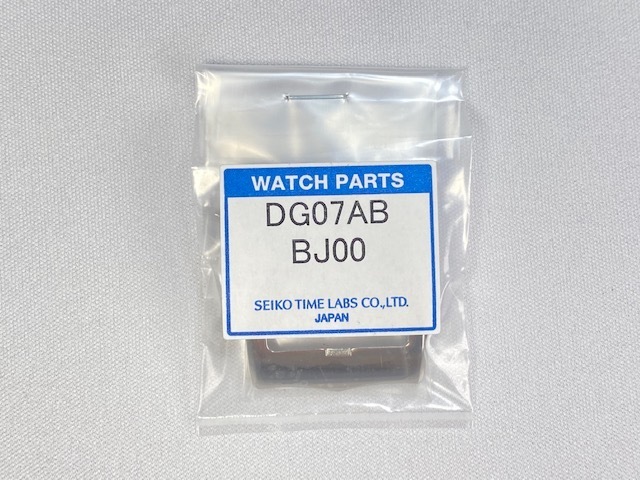 WATCH PARTS
DG07AB
BJ00
SEIKO TIME LABS CO.,LTD.
JAPAN